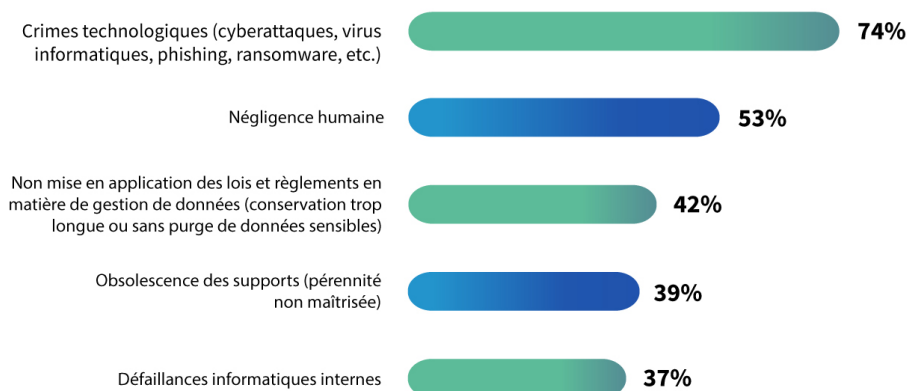 Crimes technologiques (cyberattaques, virus
informatiques, phishing, ransomware, etc.)
74%
Négligence humaine
53%
Non mise en application des lois et règlements en
matière de gestion de données (conservation trop
longue ou sans purge de données sensibles)
42%
Obsolescence des supports (pérennité
non maîtrisée)
39%
Défaillances informatiques internes
37%